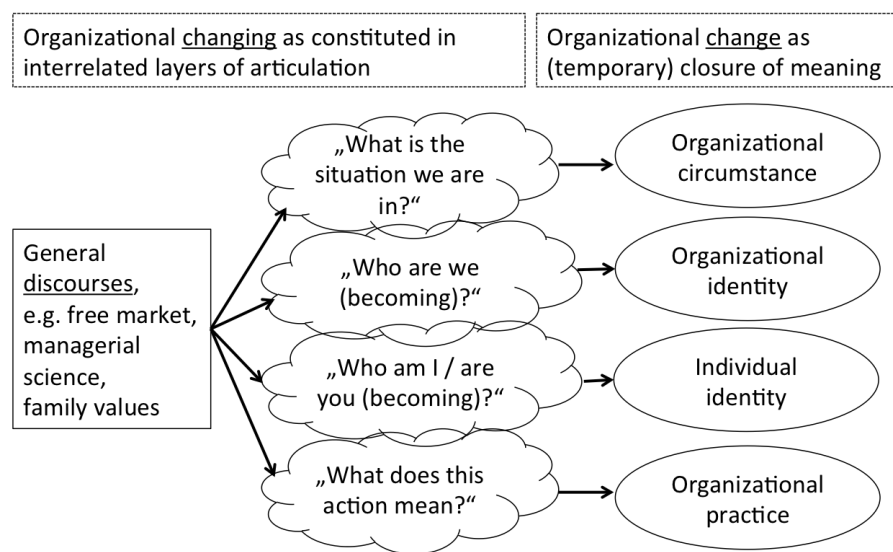 Organizational changing as constituted in
interrelated layers of articulation
Organizational change as
(temporary) closure of meaning
General
discourses,
e.g. free market,
managerial
science,
family values
„What is the
situation we are
in?“
„Who are we
(becoming)?“
„Who am I / are
you (becoming)?“
„What does this
action mean?“
Organizational
circumstance
Organizational
identity
Individual
identity
Organizational
practice